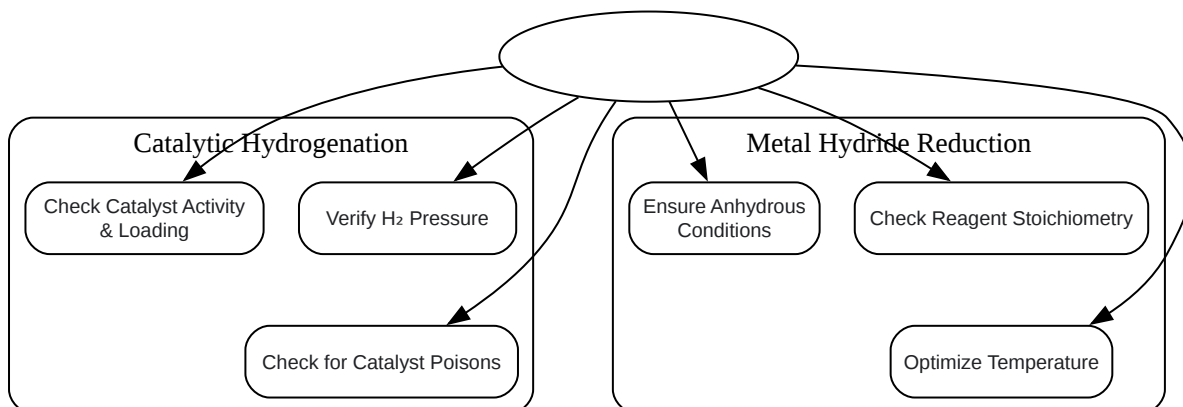 Catalytic Hydrogenation
Metal Hydride Reduction
Check Catalyst Activity
& Loading
Verify H₂ Pressure
Ensure Anhydrous
Conditions
Check Reagent Stoichiometry
Check for Catalyst Poisons
Optimize Temperature